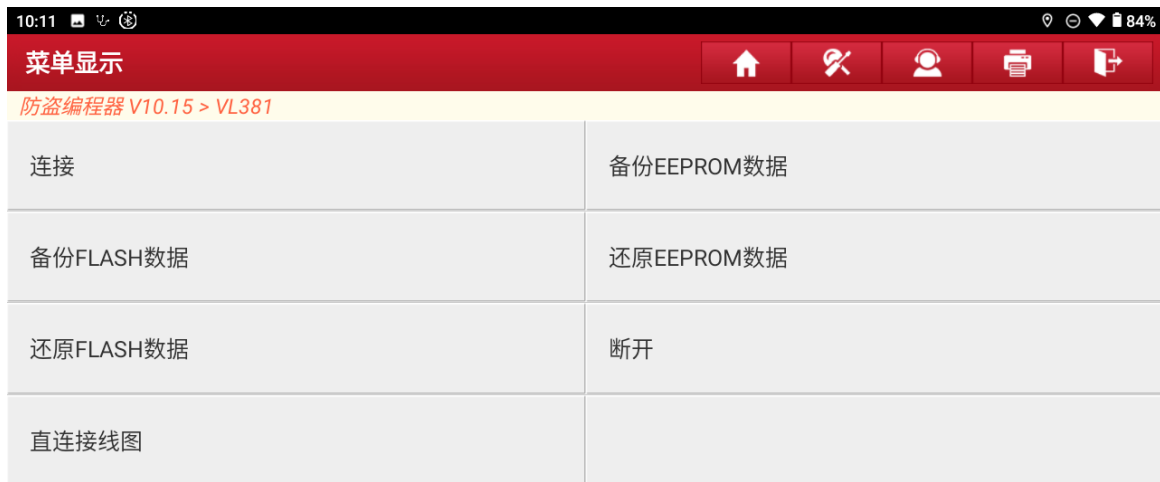 10:11 84%
菜单显示
防盗编程器 V10.15 > VL381
连接 备份EEPROM数据
备份FLASH数据 还原EEPROM数据
还原FLASH数据 断开
直连接线图